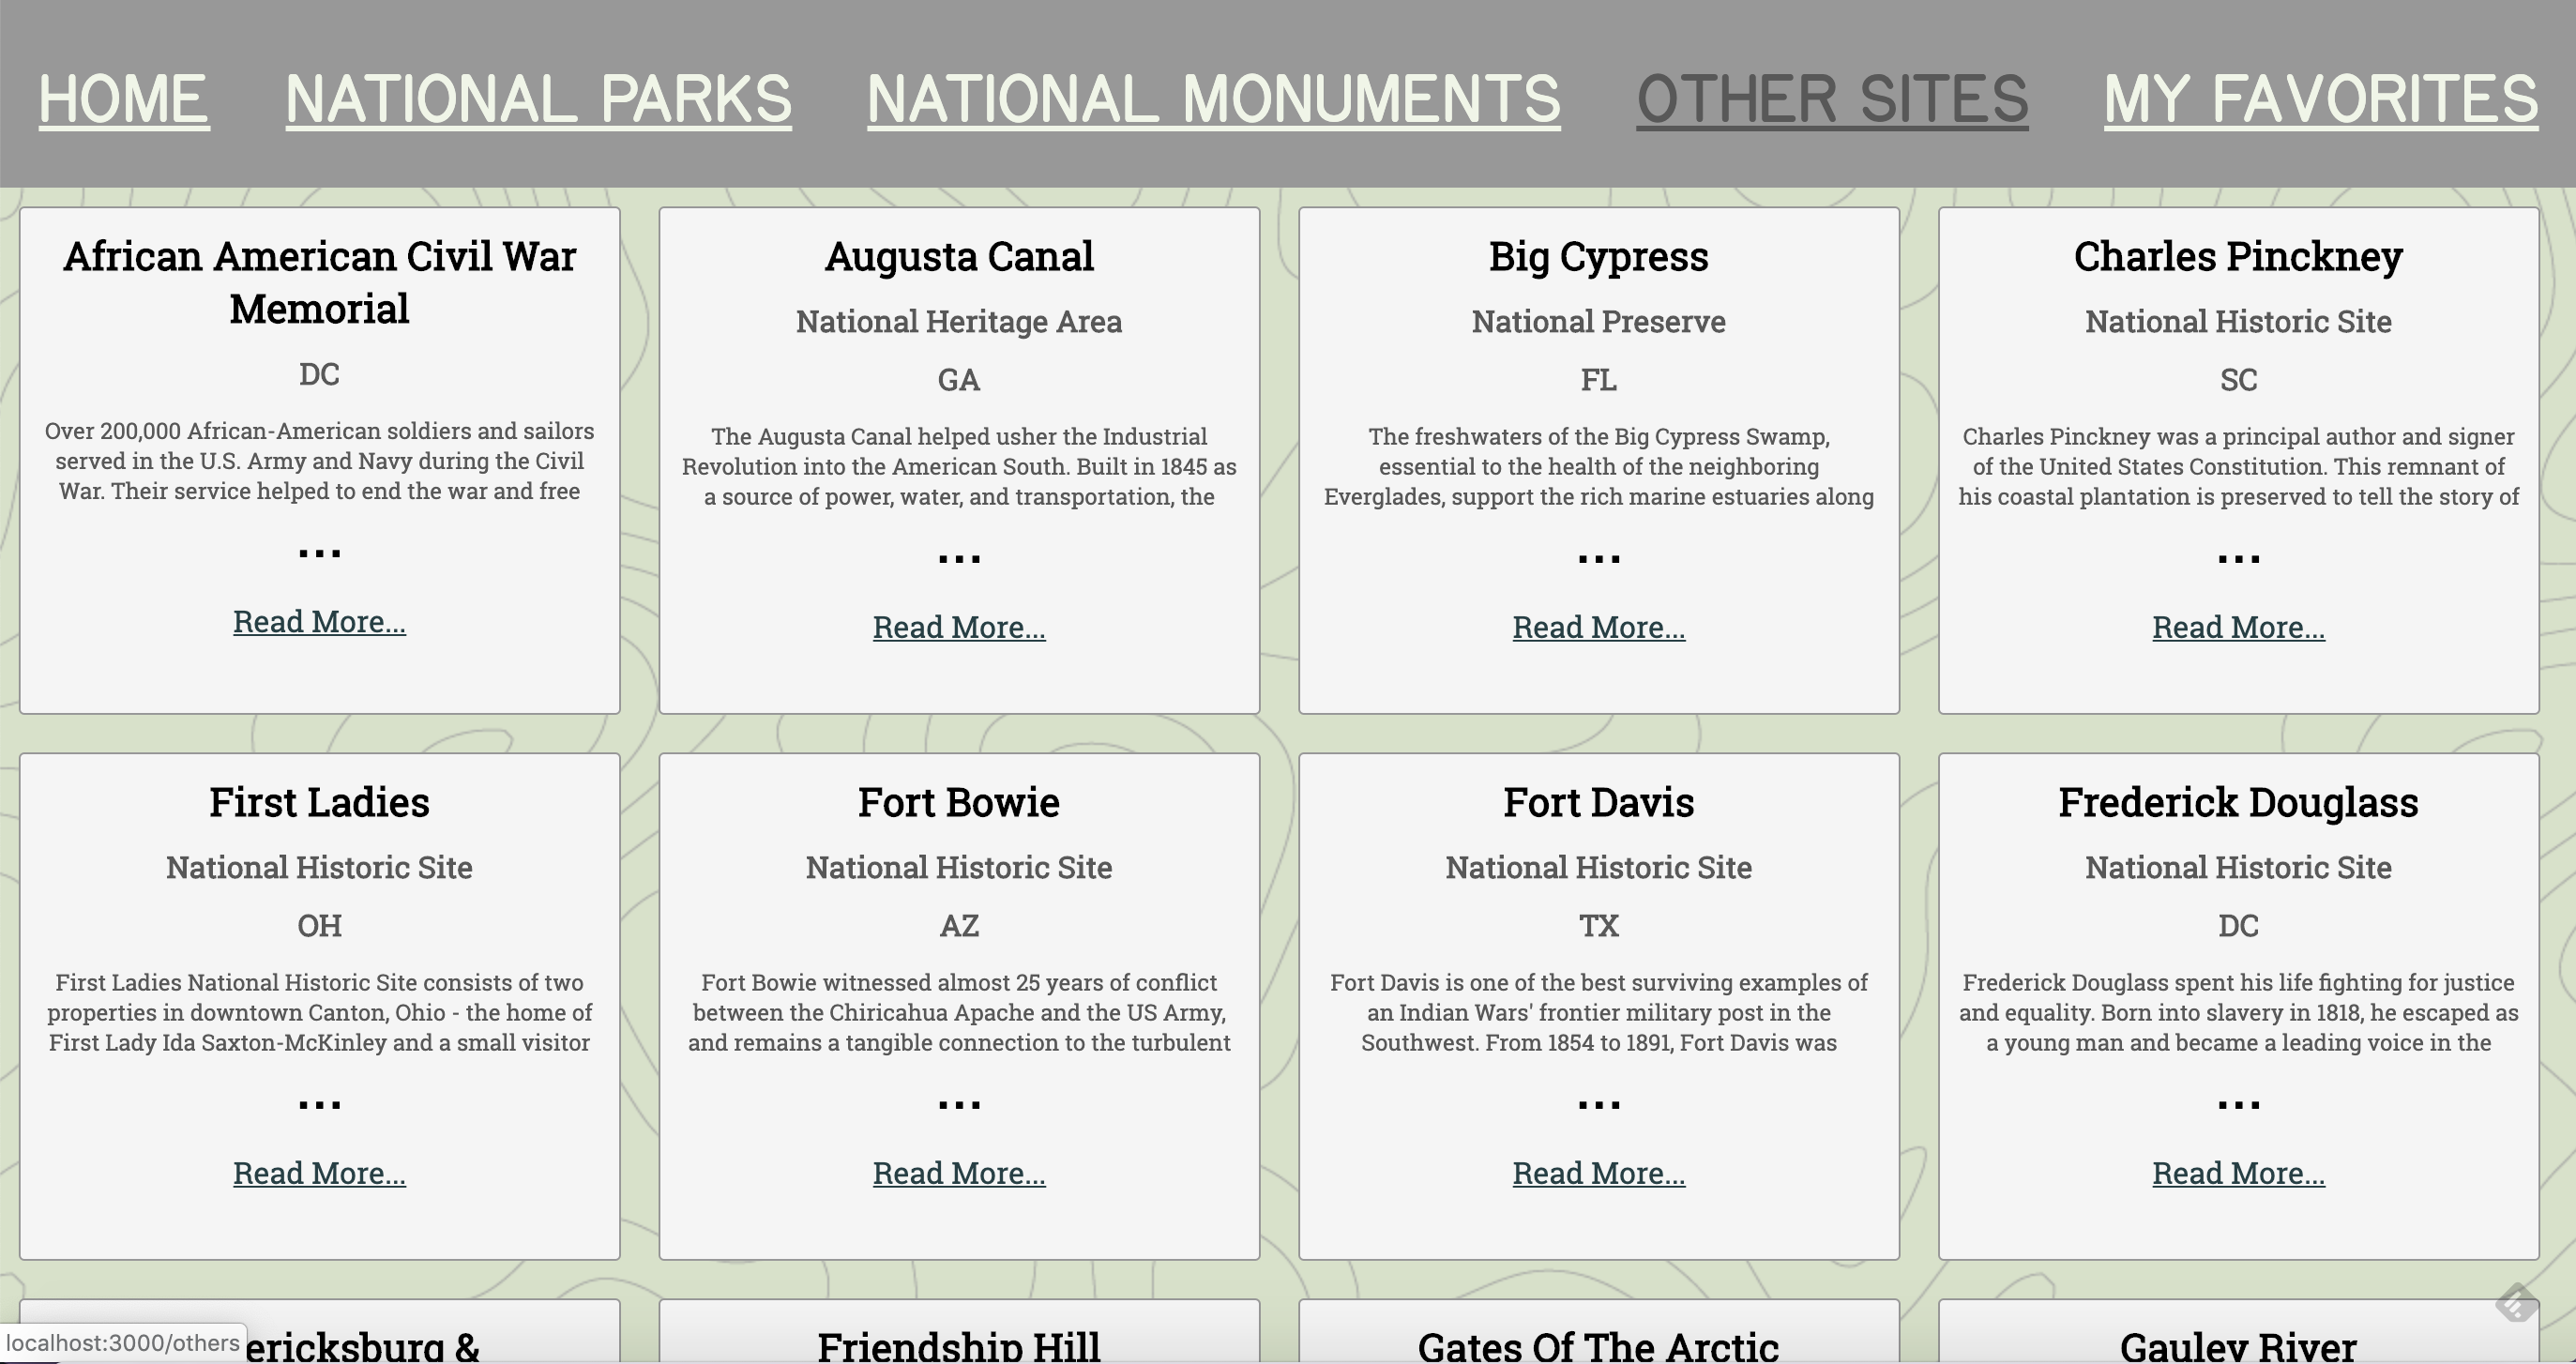 HOME NATIONAL PARKS NATIONAL MONUMENTS OTHER SITES MY FAVORITES
African American Civil War
Memorial
DC
Over 200,000 African-American soldiers and sailors
served in the U.S. Army and Navy during the Civil
War. Their service helped to end the war and free
...
Read More...
Augusta Canal
National Heritage Area
GA
The Augusta Canal helped usher the Industrial
Revolution into the American South. Built in 1845 as
a source of power, water, and transportation, the
...
Read More...
Big Cypress
National Preserve
FL
The freshwaters of the Big Cypress Swamp,
essential to the health of the neighboring
Everglades, support the rich marine estuaries along
...
Read More...
Charles Pinckney
National Historic Site
SC
Charles Pinckney was a principal author and signer
of the United States Constitution. This remnant of
his coastal plantation is preserved to tell the story of
...
Read More...
First Ladies
National Historic Site
OH
First Ladies National Historic Site consists of two
properties in downtown Canton, Ohio - the home of
First Lady Ida Saxton-McKinley and a small visitor
...
Read More...
Fort Bowie
National Historic Site
AZ
Fort Bowie witnessed almost 25 years of conflict
between the Chiricahua Apache and the US Army,
and remains a tangible connection to the turbulent
...
Read More...
Fort Davis
National Historic Site
TX
Fort Davis is one of the best surviving examples of
an Indian Wars' frontier military post in the
Southwest. From 1854 to 1891, Fort Davis was
...
Read More...
Frederick Douglass
National Historic Site
DC
Frederick Douglass spent his life fighting for justice
and equality. Born into slavery in 1818, he escaped as
a young man and became a leading voice in the
...
Read More...
ericksburg &
Friendship Hill
Gates Of The Arctic
Gauley River
localhost:3000/others